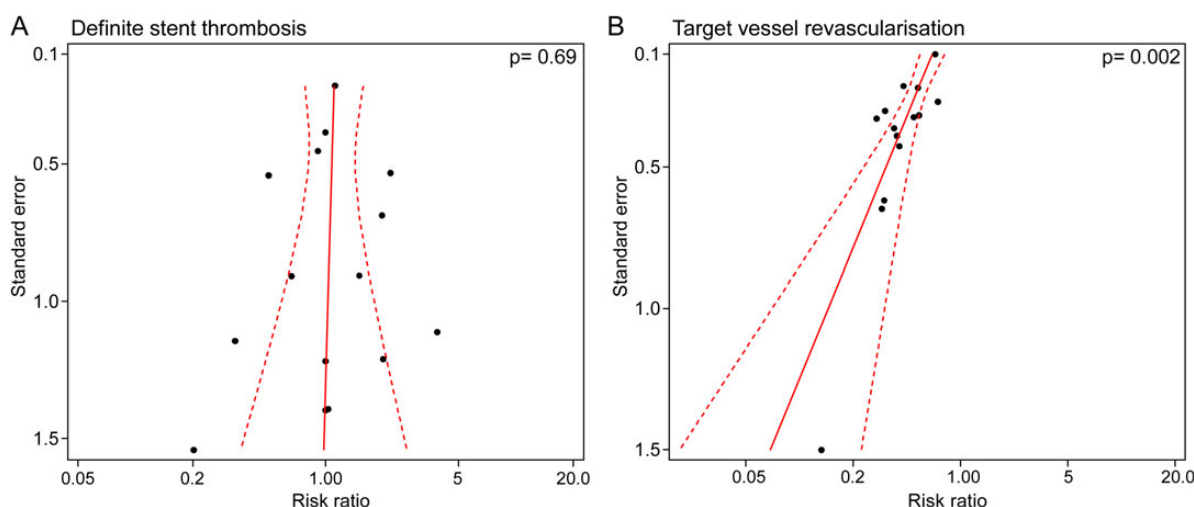 A Definite stent thrombosis
p= 0.69
0.1
0.5
1.0
1.5
Standard error
0.05 0.2 1.00 5 20.0
Risk ratio
B Target vessel revascularisation
p= 0.002
0.1
0.5
1.0
1.5
Standard error
0.05 0.2 1.00 5 20.0
Risk ratio